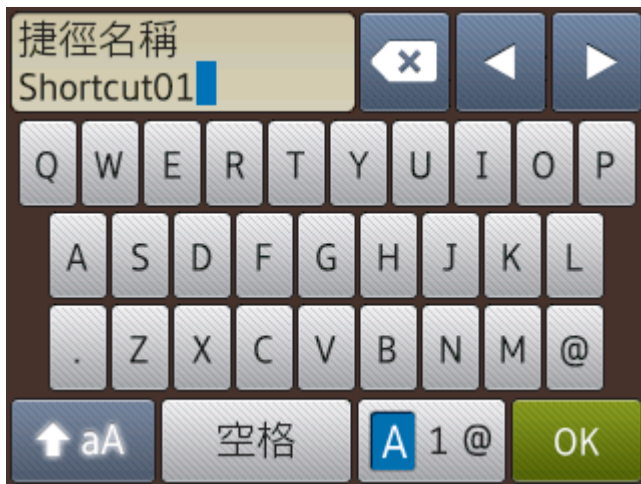 捷徑名稱
Shortcut01
Q W E R T Y U I O P
A S D F G H J K L
. Z X C V B N M @
aA 空格 A 1 @ OK